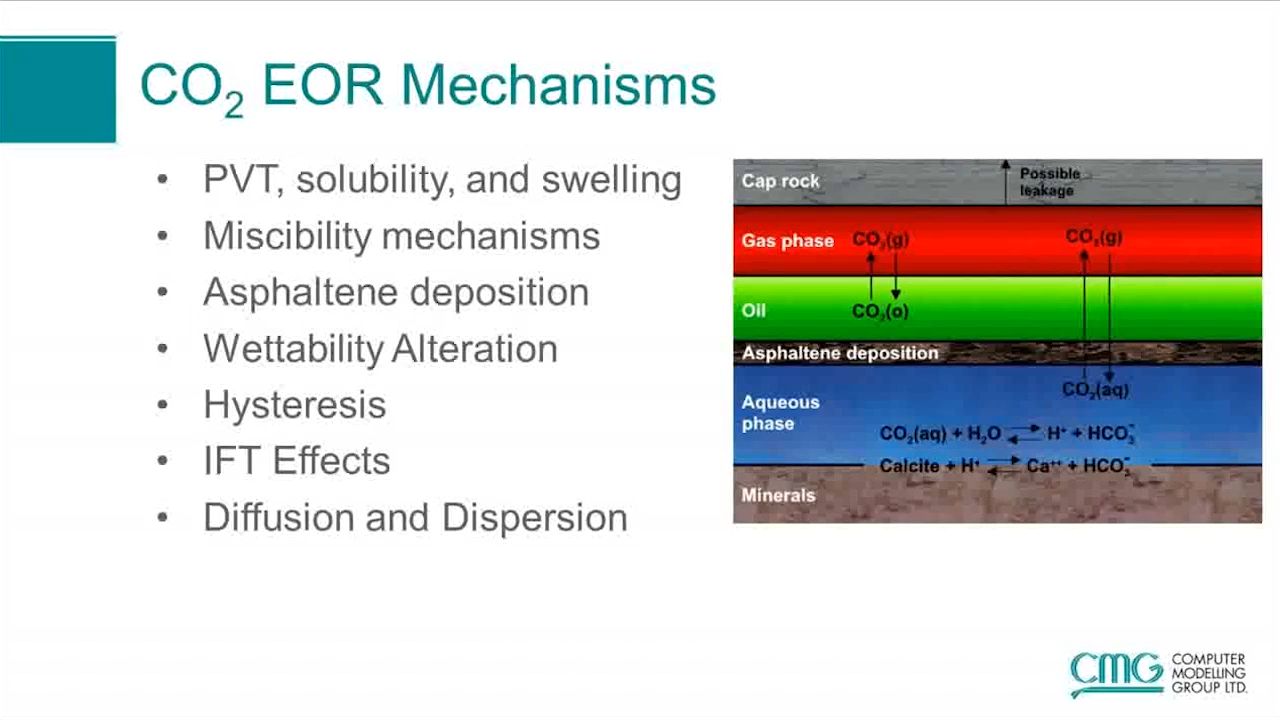 CO₂ EOR Mechanisms
• PVT, solubility, and swelling
• Miscibility mechanisms
• Asphaltene deposition
• Wettability Alteration
• Hysteresis
• IFT Effects
• Diffusion and Dispersion
Cap rock
Possible
leakage
Gas phase
CO₂(g)
CO₂(g)
Oil
CO₂(o)
Asphaltene deposition
CO₂(aq)
Aqueous
phase
CO₂(aq) + H₂O ⇌ H⁺ + HCO₃⁻
Calcite + H⁺ ⇌ Ca⁺⁺ + HCO₃⁻
Minerals
CMG
COMPUTER
MODELLING
GROUP LTD.